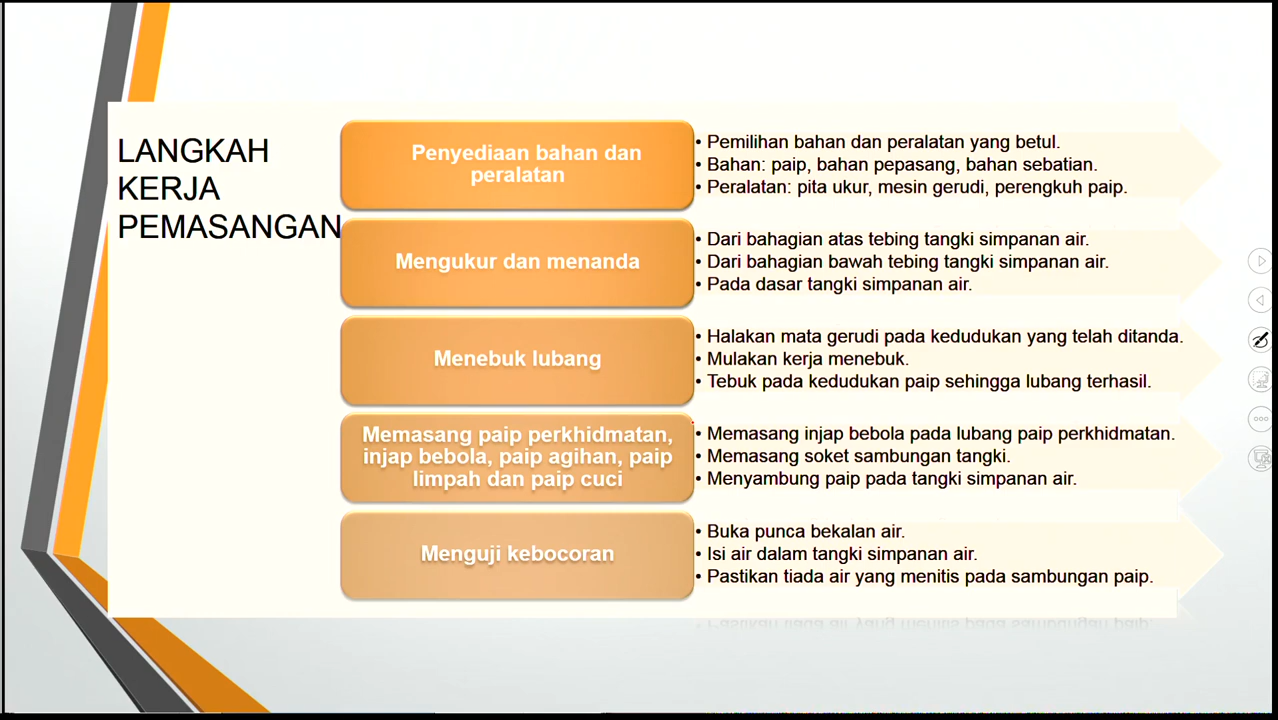 LANGKAH
KERJA
PEMASANGAN
Penyediaan bahan dan
peralatan
• Pemilihan bahan dan peralatan yang betul.
• Bahan: paip, bahan pepasang, bahan sebatian.
• Peralatan: pita ukur, mesin gerudi, perengkuh paip.
Mengukur dan menanda
• Dari bahagian atas tebing tangki simpanan air.
• Dari bahagian bawah tebing tangki simpanan air.
• Pada dasar tangki simpanan air.
Menebuk lubang
• Halakan mata gerudi pada kedudukan yang telah ditanda.
• Mulakan kerja menebuk.
• Tebuk pada kedudukan paip sehingga lubang terhasil.
Memasang paip perkhidmatan,
injap bebola, paip agihan, paip
limpah dan paip cuci
• Memasang injap bebola pada lubang paip perkhidmatan.
• Memasang soket sambungan tangki.
• Menyambung paip pada tangki simpanan air.
Menguji kebocoran
• Buka punca bekalan air.
• Isi air dalam tangki simpanan air.
• Pastikan tiada air yang menitis pada sambungan paip.